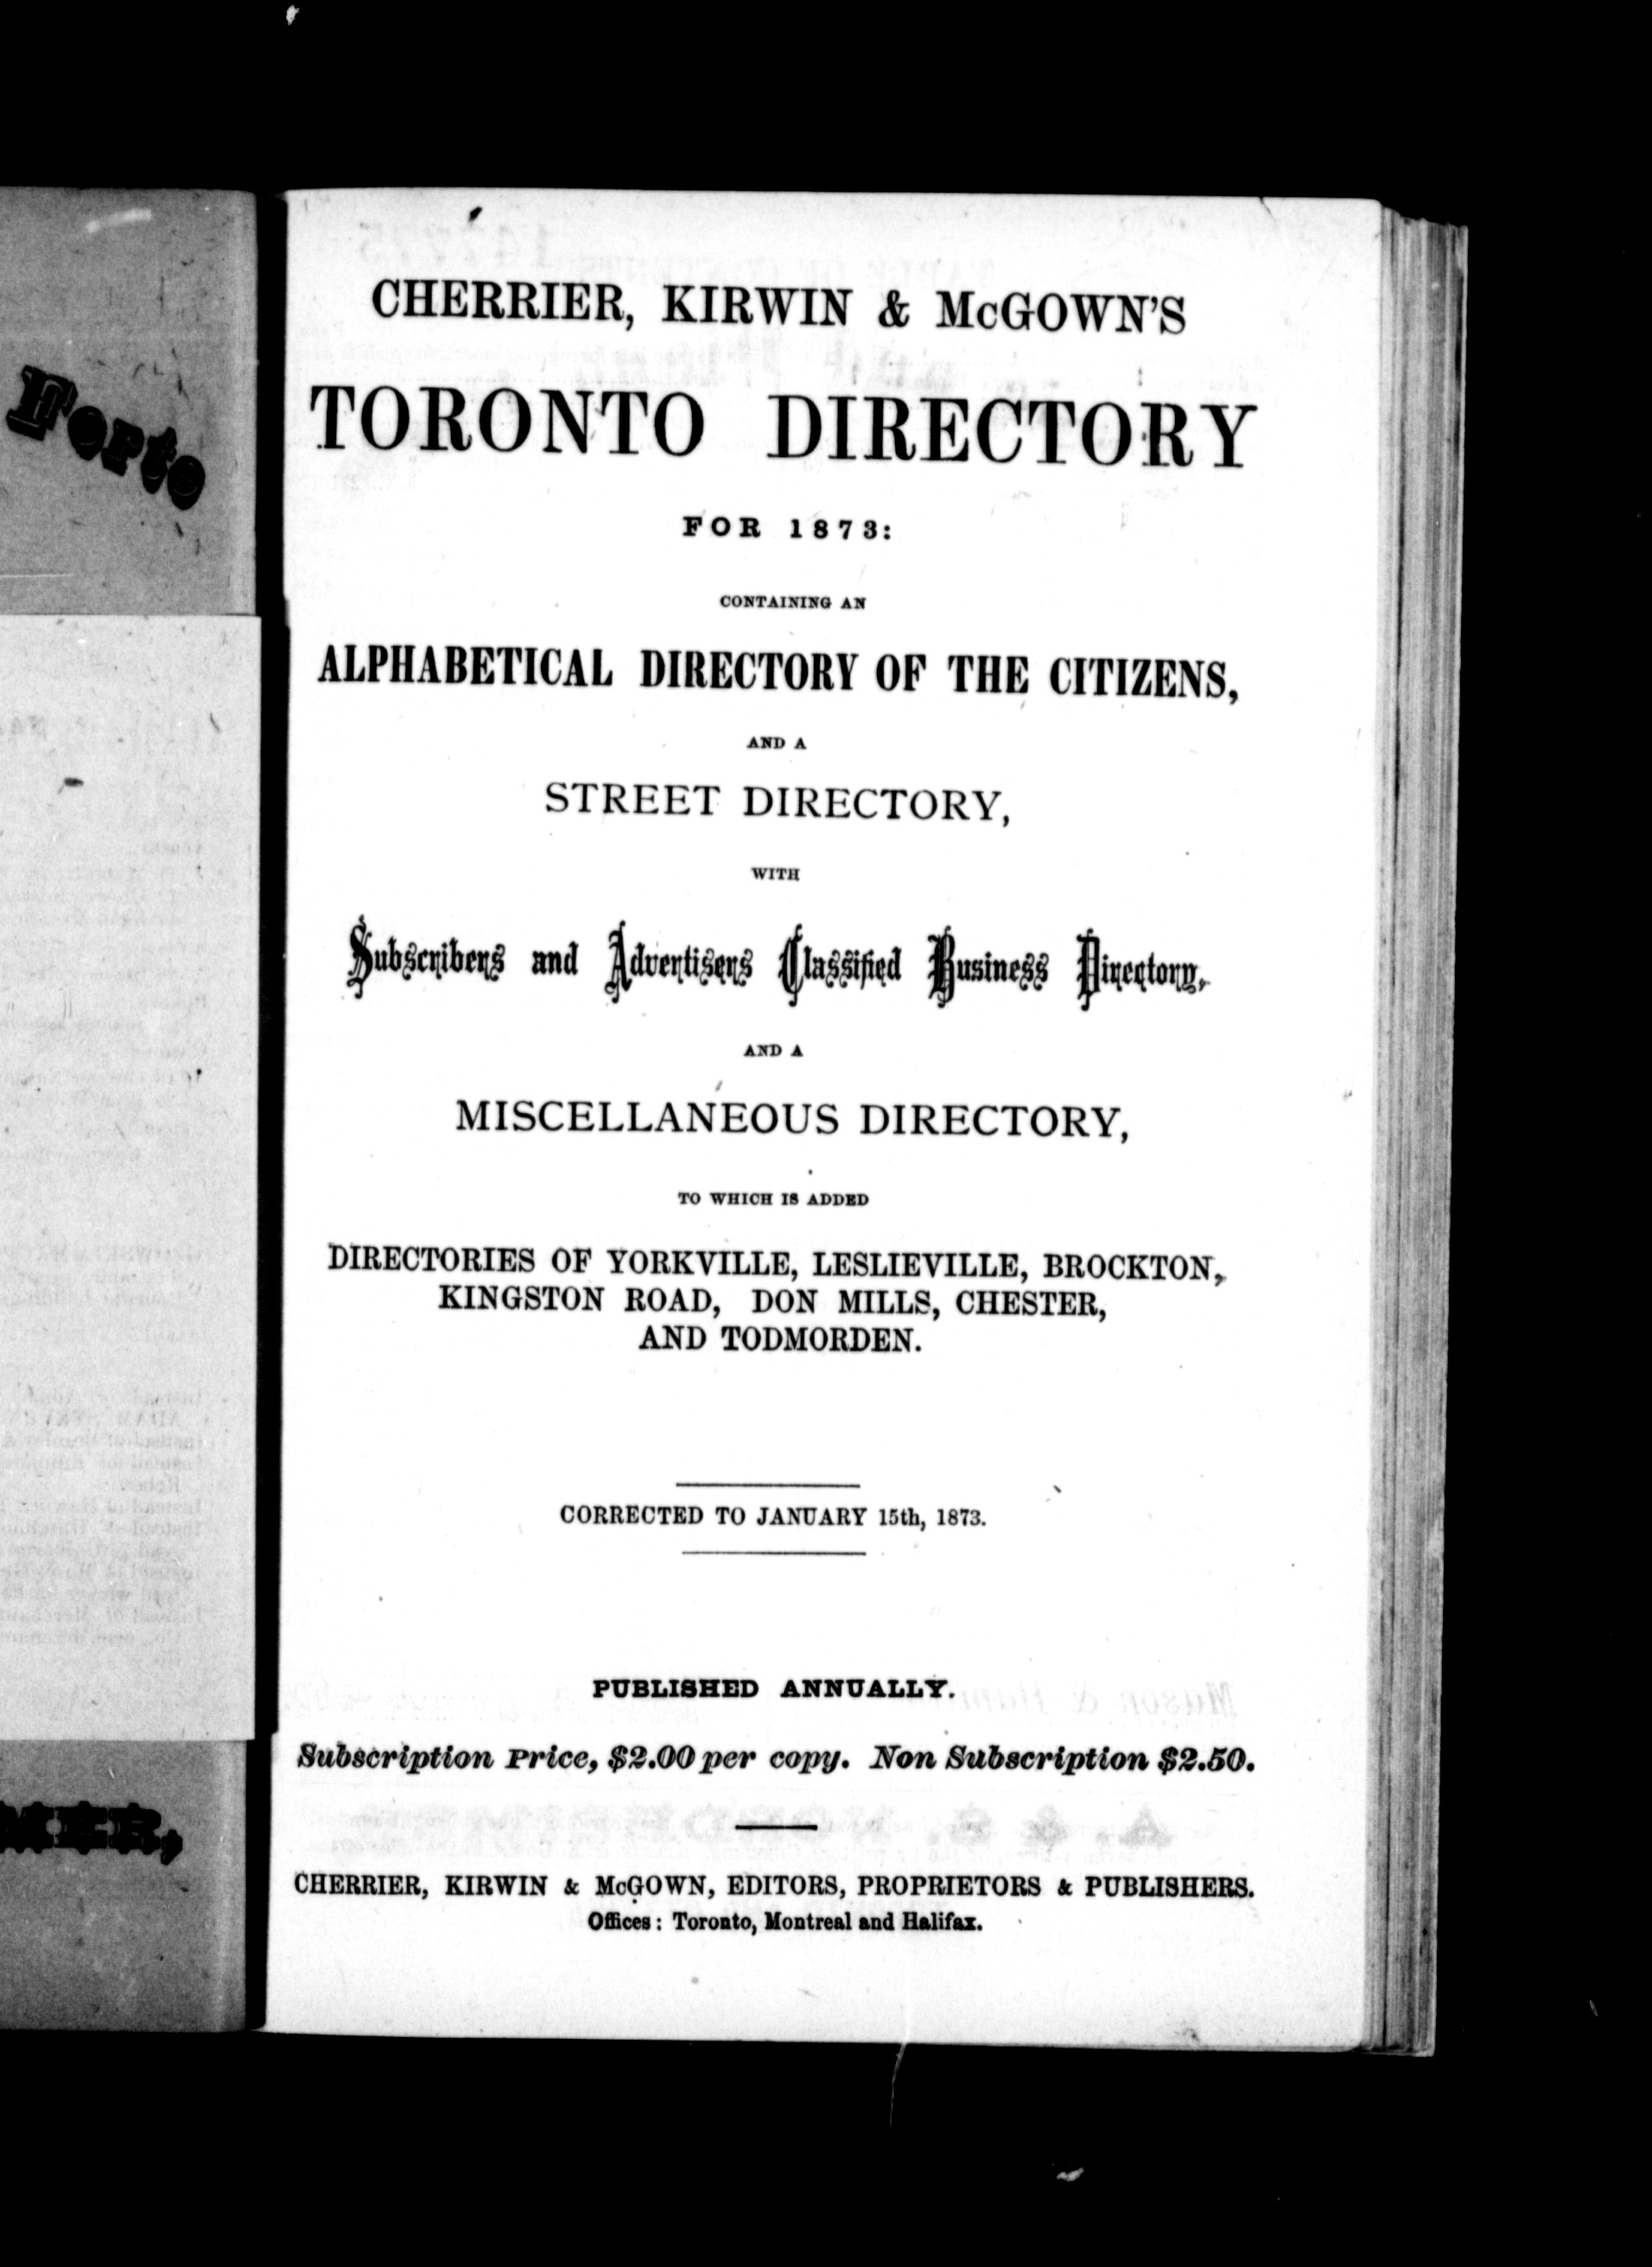 Forto
MER,
CHERRIER, KIRWIN & McGOWN'S
TORONTO DIRECTORY
FOR 1873:
CONTAINING AN
ALPHABETICAL DIRECTORY OF THE CITIZENS,
AND A
STREET DIRECTORY,
WITH
Subscribers and Advertisers Classified Business Directory,
AND A
MISCELLANEOUS DIRECTORY,
TO WHICH IS ADDED
DIRECTORIES OF YORKVILLE, LESLIEVILLE, BROCKTON,
KINGSTON ROAD, DON MILLS, CHESTER,
AND TODMORDEN.
CORRECTED TO JANUARY 15th, 1873.
PUBLISHED ANNUALLY.
Subscription Price, $2.00 per copy. Non Subscription $2.50.
CHERRIER, KIRWIN & McGOWN, EDITORS, PROPRIETORS & PUBLISHERS.
Offices: Toronto, Montreal and Halifax.